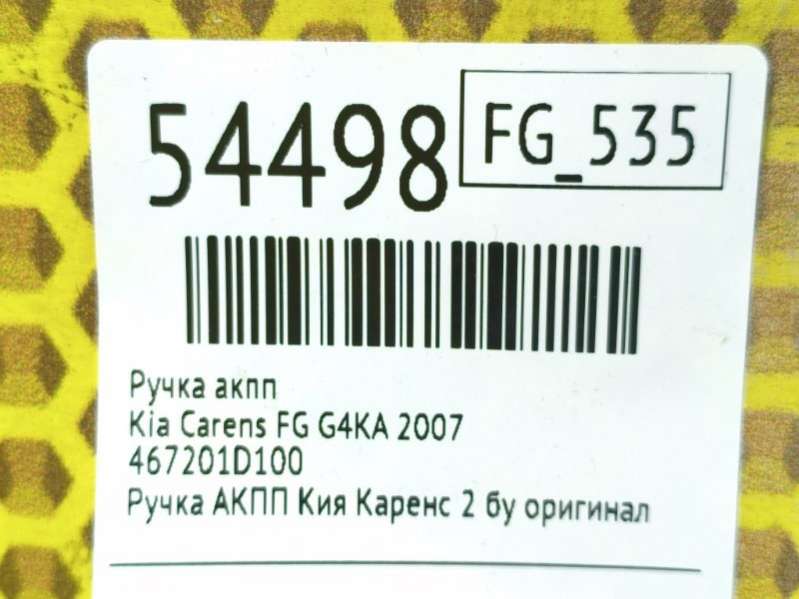 54498
FG_535
Ручка акпп
Kia Carens FG G4KA 2007
467201D100
Ручка АКПП Кия Каренс 2 бу оригинал